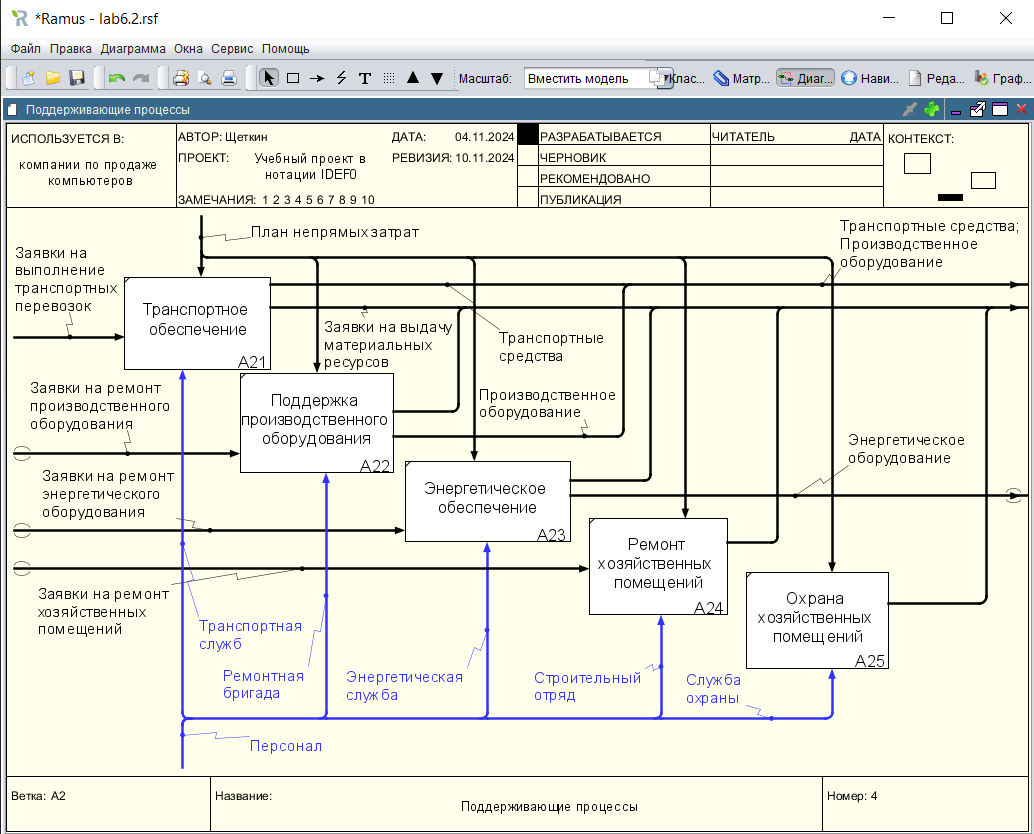 *Ramus - lab6.2.rsf
Файл Правка Диаграмма Окна Сервис Помощь
Масштаб: Вместить модель Клас... Матр... Диаг... Нави... Реда... Граф...
Поддерживающие процессы
ИСПОЛЬЗУЕТСЯ В:
компании по продаже
компьютеров
АВТОР: Щеткин
ДАТА: 04.11.2024
ПРОЕКТ: Учебный проект в
нотации IDEF0
РЕВИЗИЯ: 10.11.2024
ЗАМЕЧАНИЯ: 1 2 3 4 5 6 7 8 9 10
РАЗРАБАТЫВАЕТСЯ
ЧЕРНОВИК
РЕКОМЕНДОВАНО
ПУБЛИКАЦИЯ
ЧИТАТЕЛЬ ДАТА
КОНТЕКСТ:
План непрямых затрат
Транспортные средства;
Производственное
оборудование
Заявки на
выполнение
транспортных
перевозок
Транспортное
обеспечение
A21
Заявки на выдачу
материальных
ресурсов
Транспортные
средства
Заявки на ремонт
производственного
оборудования
Поддержка
производственного
оборудования
A22
Производственное
оборудование
Энергетическое
оборудование
Заявки на ремонт
энергетического
оборудования
Энергетическое
обеспечение
A23
Ремонт
хозяйственных
помещений
A24
Заявки на ремонт
хозяйственных
помещений
Охрана
хозяйственных
помещений
A25
Транспортная
служб
Ремонтная
бригада
Энергетическая
служба
Строительный
отряд
Служба
охраны
Персонал
Ветка: A2
Название:
Поддерживающие процессы
Номер: 4